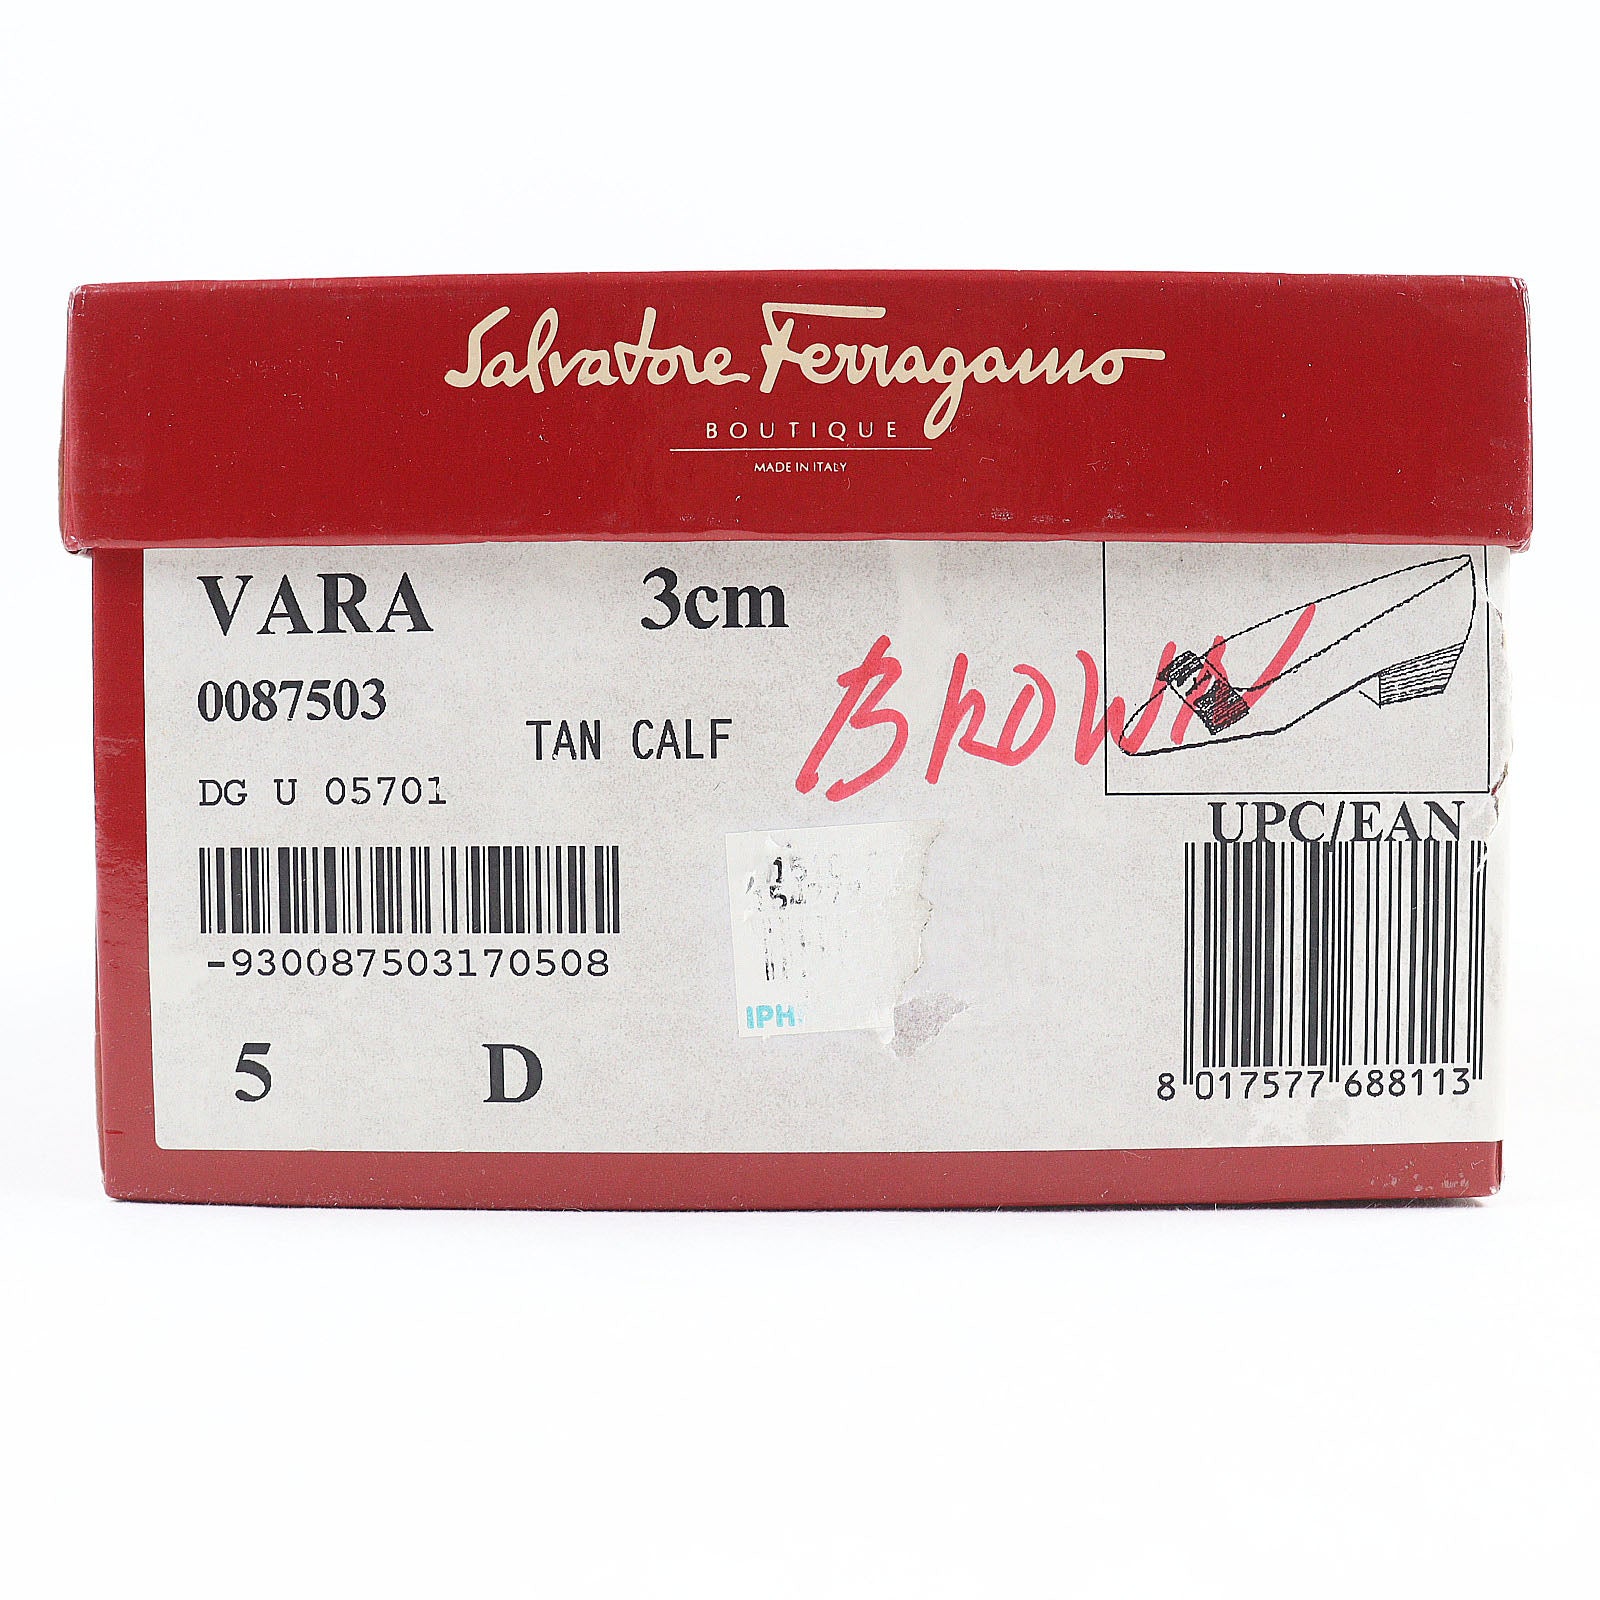 Salvatore Ferragamo
BOUTIQUE
MADE IN ITALY
VARA 3cm
0087503
TAN CALF
BROWN
DG U 05701
UPC/EAN
-930087503170508
IPH
5 D
8 017577 688113